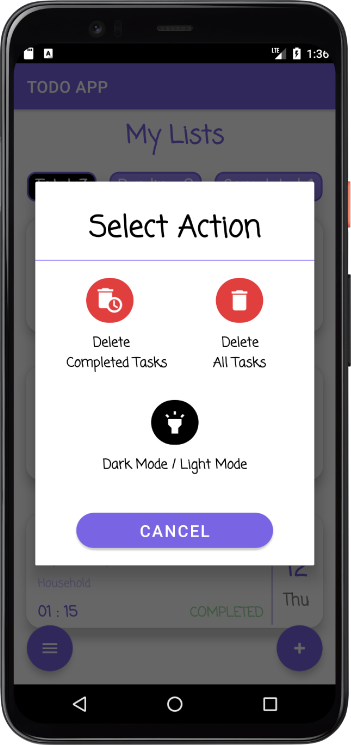 LTE
1:36
TODO APP
My Lists
Select Action
Delete
Completed Tasks
Delete
All Tasks
Dark Mode / Light Mode
CANCEL
Household
12
01 : 15
COMPLETED
Thu